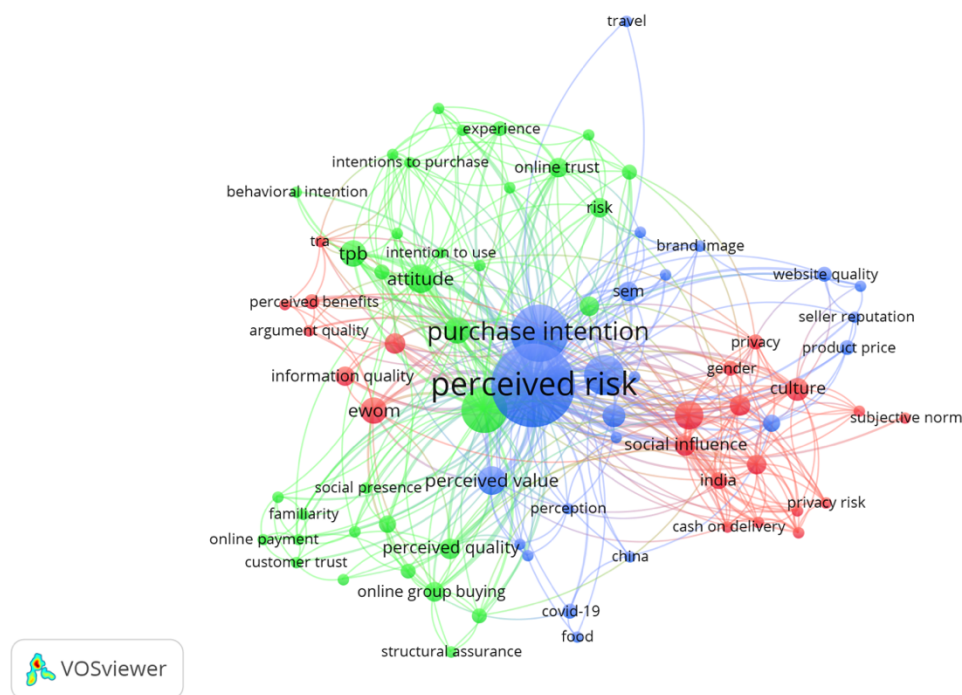 travel
experience
intentions to purchase
online trust
behavioral intention
risk
tra
tpb
intention to use
brand image
attitude
website quality
sem
perceived benefits
seller reputation
argument quality
purchase intention
privacy
product price
gender
information quality
perceived risk
culture
ewom
subjective norm
social influence
perceived value
india
social presence
privacy risk
familiarity
perception
cash on delivery
online payment
perceived quality
customer trust
china
online group buying
covid-19
food
structural assurance
VOSviewer